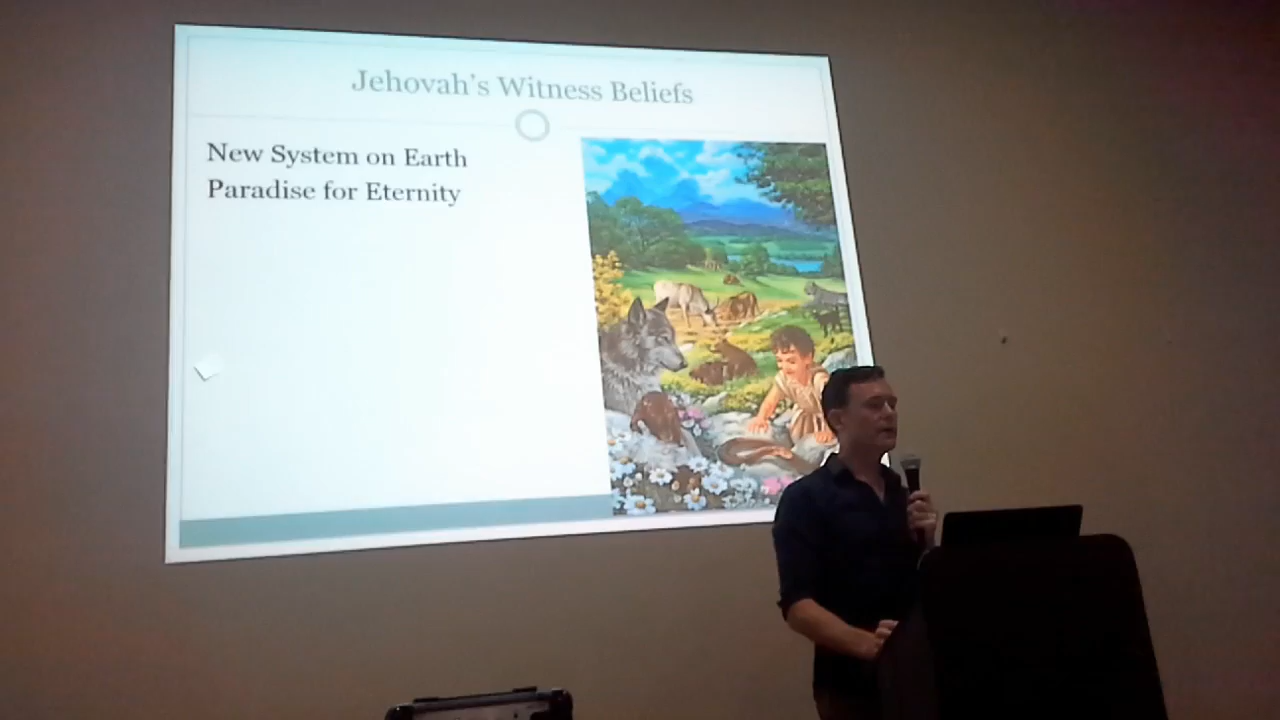 Jehovah's Witness Beliefs
New System on Earth
Paradise for Eternity